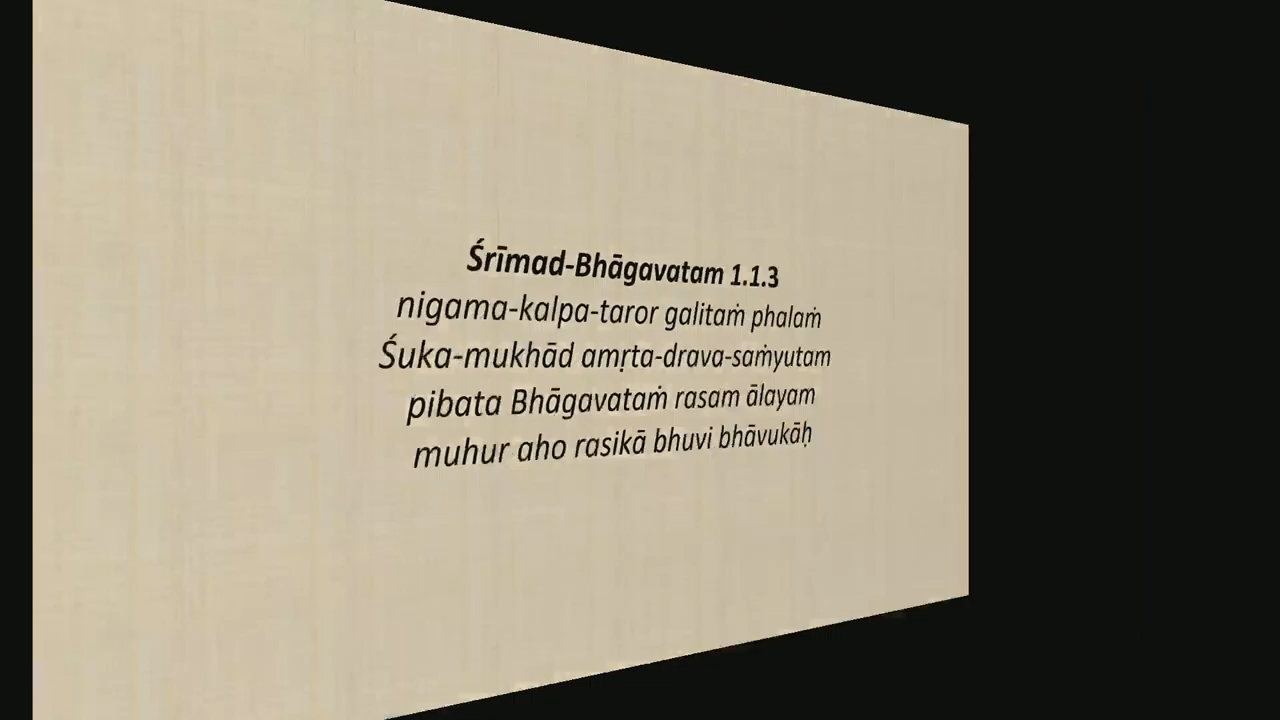 Śrīmad-Bhāgavatam 1.1.3
nigama-kalpa-taror galitaṁ phalaṁ
Śuka-mukhād amṛta-drava-saṁyutam
pibata Bhāgavataṁ rasam ālayam
muhur aho rasikā bhuvi bhāvukāḥ